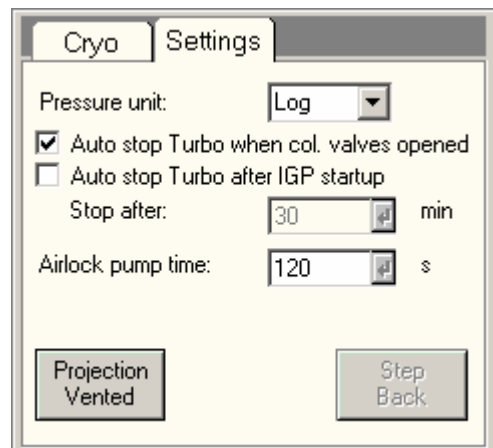 Cryo Settings
Pressure unit: Log
Auto stop Turbo when col. valves opened
Auto stop Turbo after IGP startup
Stop after: 30 min
Airlock pump time: 120 s
Projection Step
Vented Back